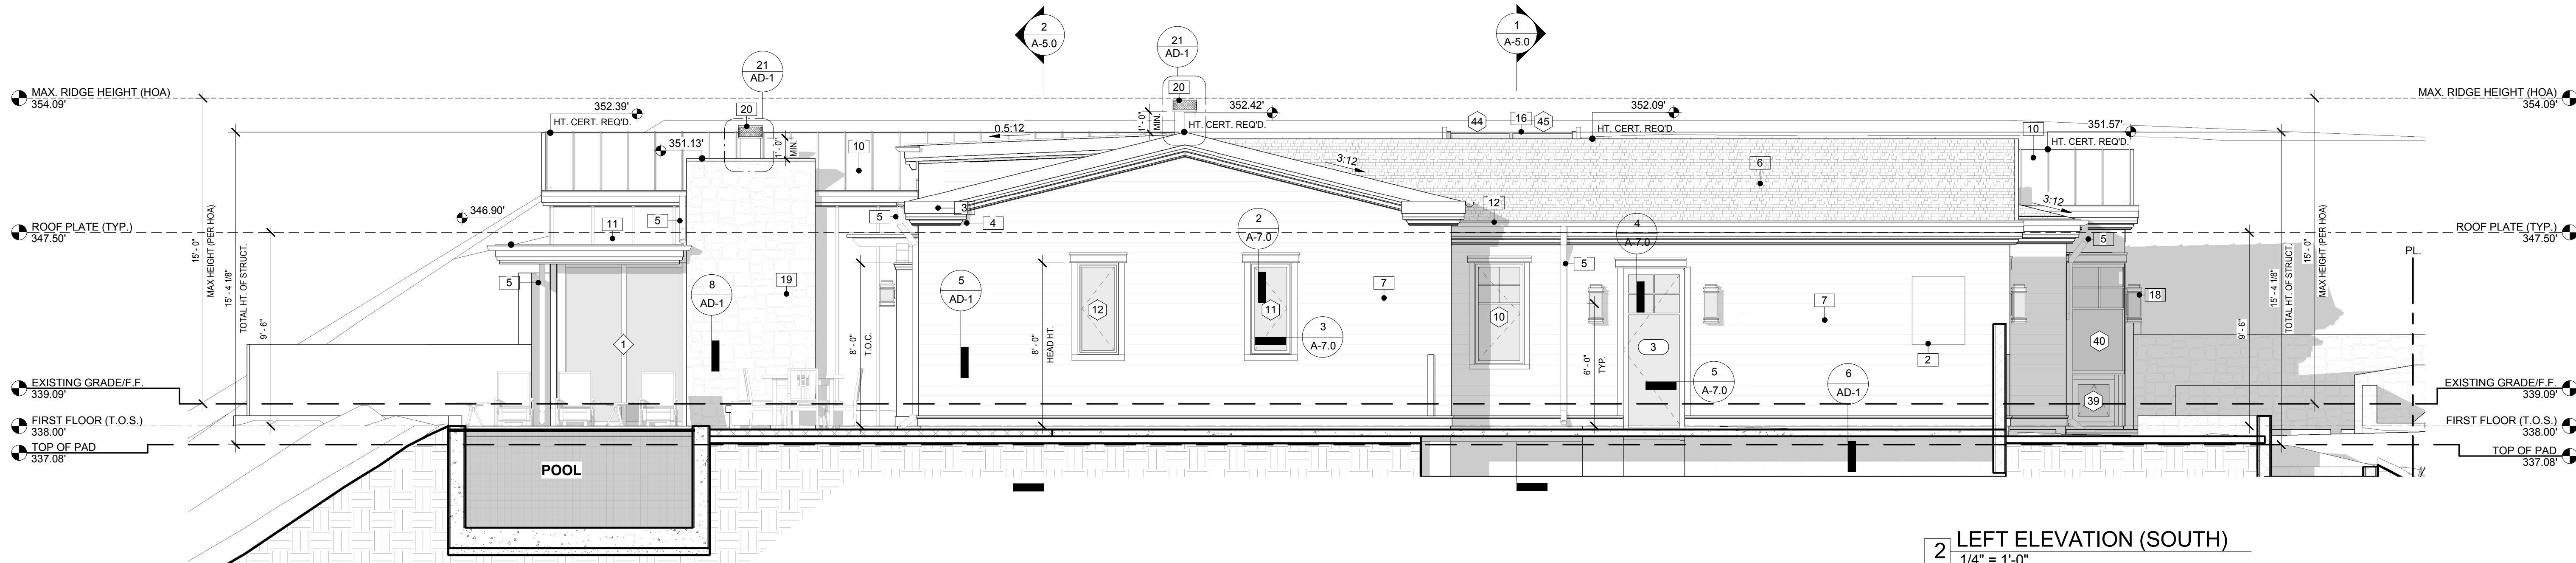 2
A-5.0
1
A-5.0
21
AD-1
21
AD-1
MAX. RIDGE HEIGHT (HOA)
354.09'
MAX. RIDGE HEIGHT (HOA)
354.09'
352.39'
HT. CERT. REQ'D.
20
20
1' - 0"
MIN.
352.42'
HT. CERT. REQ'D.
44
16
45
352.09'
HT. CERT. REQ'D.
10
351.57'
HT. CERT. REQ'D.
351.13'
1' - 0"
MIN.
10
0.5:12
3:12
6
3:12
346.90'
11
5
5
3
4
12
2
A-7.0
4
A-7.0
ROOF PLATE (TYP.)
347.50'
ROOF PLATE (TYP.)
347.50'
15' - 0"
MAX HEIGHT (PER HOA)
15' - 4 1/8"
TOTAL HT. OF STRUCT.
9' - 6"
5
8
AD-1
19
5
AD-1
8' - 0"
T.O.C.
8' - 0"
HEAD HT.
12
11
3
A-7.0
7
10
5
6' - 0"
TYP.
3
5
A-7.0
7
6
AD-1
2
5
18
40
39
9' - 6"
15' - 4 1/8"
TOTAL HT. OF STRUCT.
15' - 0"
MAX HEIGHT (PER HOA)
PL.
1
EXISTING GRADE/F.F.
339.09'
EXISTING GRADE/F.F.
339.09'
FIRST FLOOR (T.O.S.)
338.00'
FIRST FLOOR (T.O.S.)
338.00'
TOP OF PAD
337.08'
TOP OF PAD
337.08'
POOL
2
LEFT ELEVATION (SOUTH)
1/4" = 1'-0"